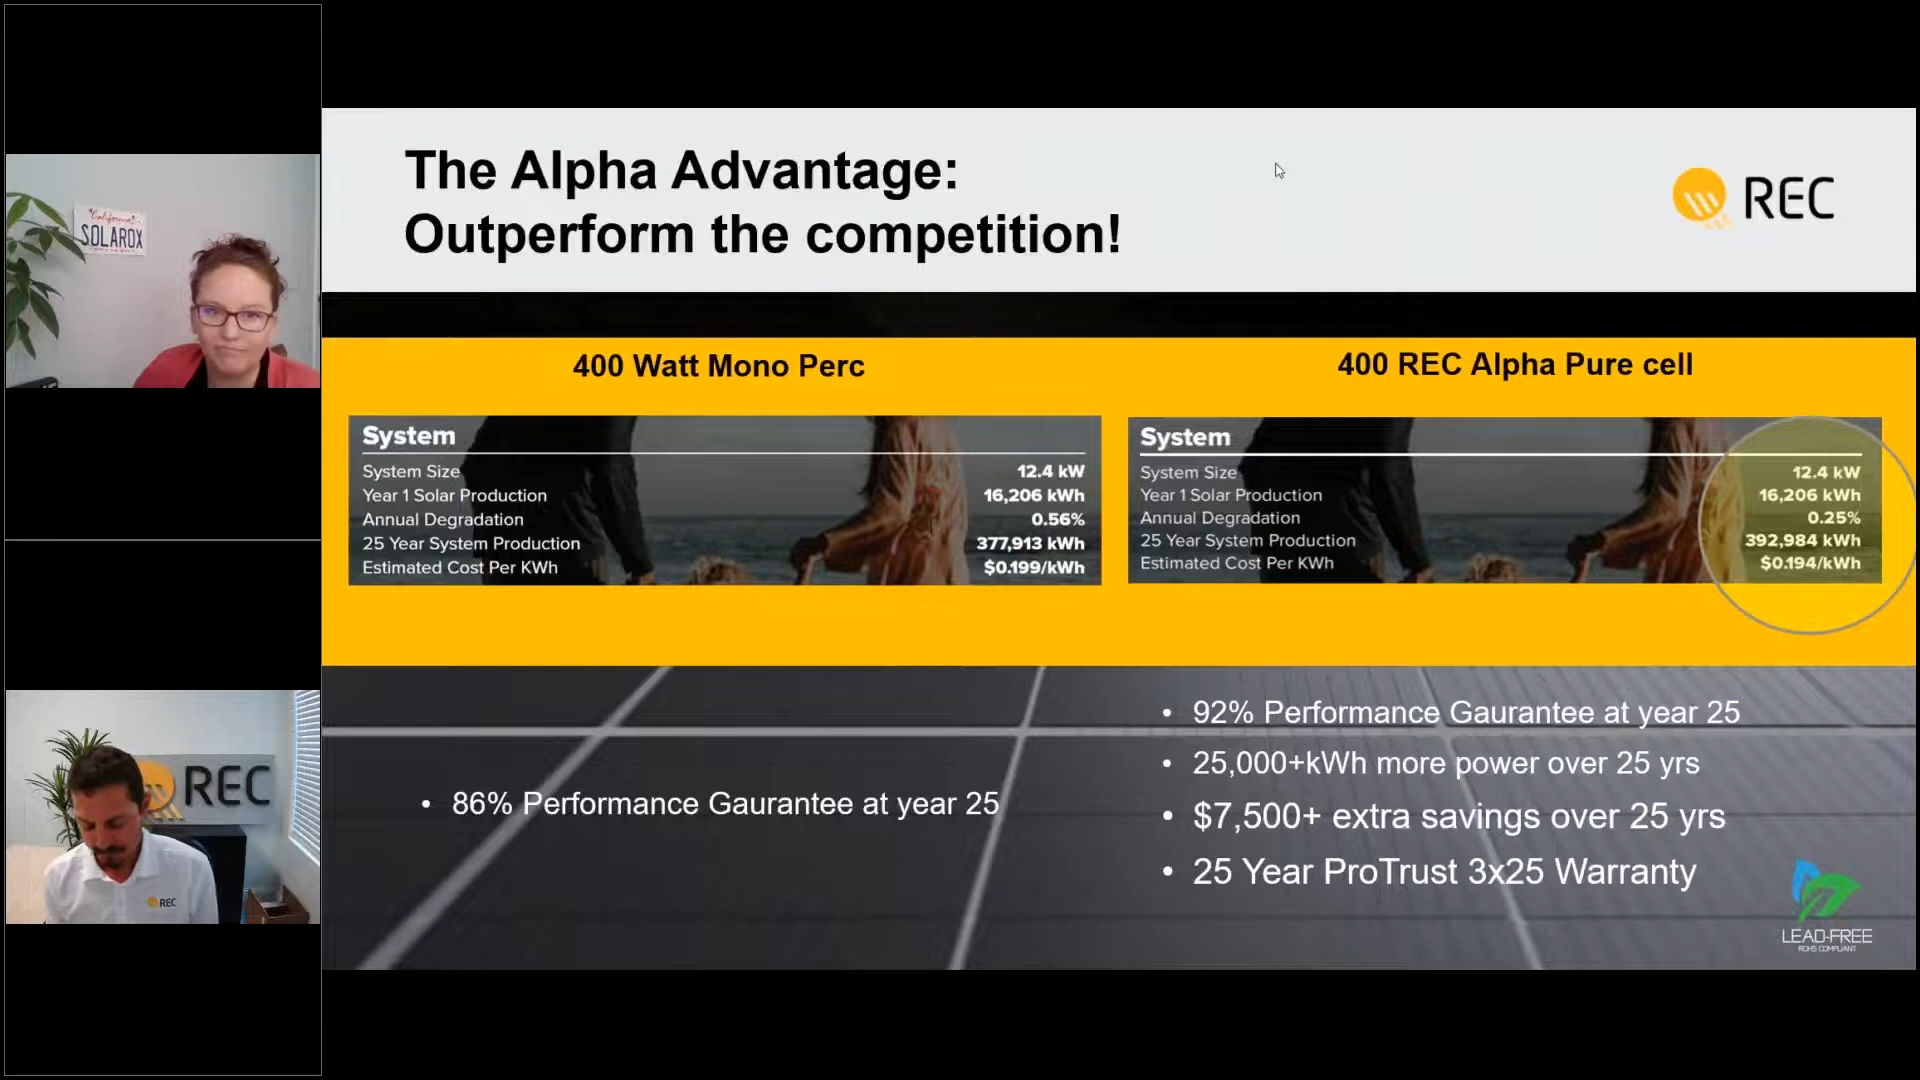 The Alpha Advantage:
Outperform the competition!
REC
California
SOLAROX
400 Watt Mono Perc
System
System Size 12.4 kW
Year 1 Solar Production 16,206 kWh
Annual Degradation 0.56%
25 Year System Production 377,913 kWh
Estimated Cost Per KWh $0.199/kWh
400 REC Alpha Pure cell
System
System Size 12.4 kW
Year 1 Solar Production 16,206 kWh
Annual Degradation 0.25%
25 Year System Production 392,984 kWh
Estimated Cost Per KWh $0.194/kWh
• 86% Performance Gaurantee at year 25
• 92% Performance Gaurantee at year 25
• 25,000+kWh more power over 25 yrs
• $7,500+ extra savings over 25 yrs
• 25 Year ProTrust 3x25 Warranty
LEAD-FREE
ROHS COMPLIANT
REC
REC